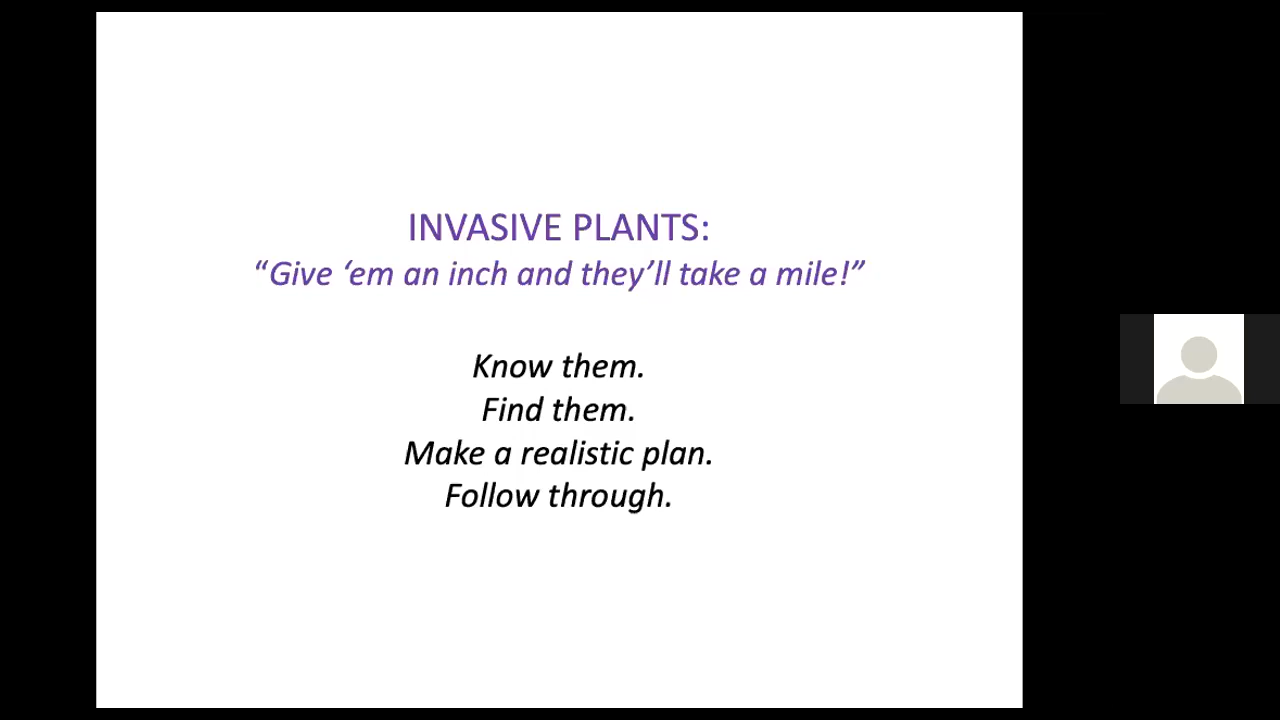 INVASIVE PLANTS:
“Give ‘em an inch and they’ll take a mile!”
Know them.
Find them.
Make a realistic plan.
Follow through.